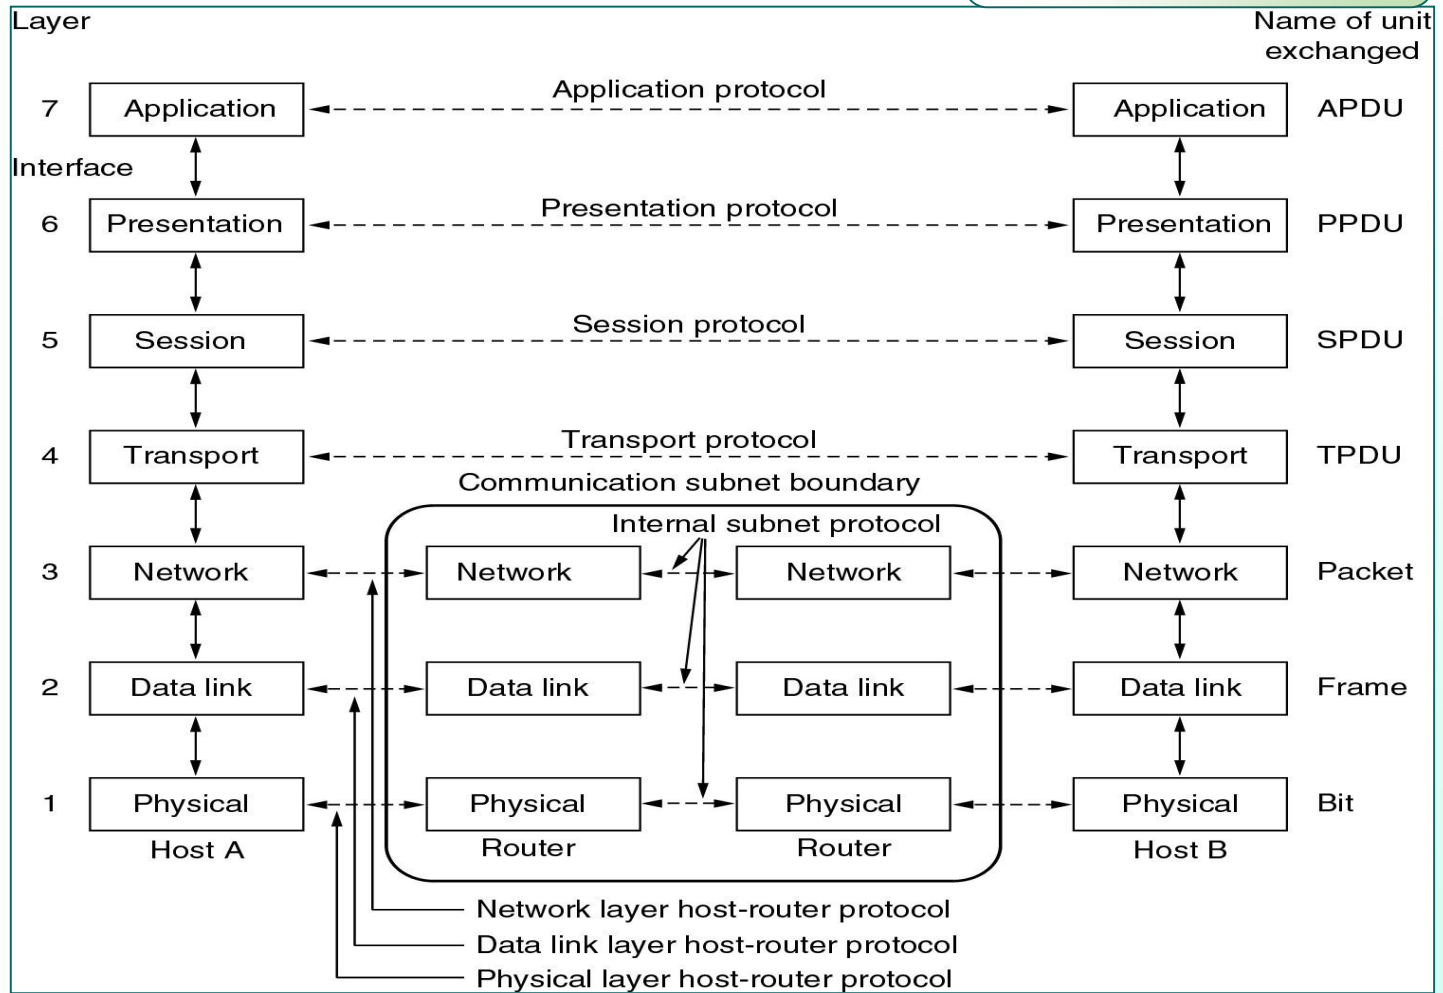 Layer
Name of unit
exchanged
Application protocol
7 Application Application APDU
Interface
Presentation protocol
6 Presentation Presentation PPDU
Session protocol
5 Session Session SPDU
Transport protocol
4 Transport Transport TPDU
Communication subnet boundary
Internal subnet protocol
3 Network Network Network Network Packet
2 Data link Data link Data link Data link Frame
1 Physical Physical Physical Physical Bit
Host A Router Router Host B
Network layer host-router protocol
Data link layer host-router protocol
Physical layer host-router protocol